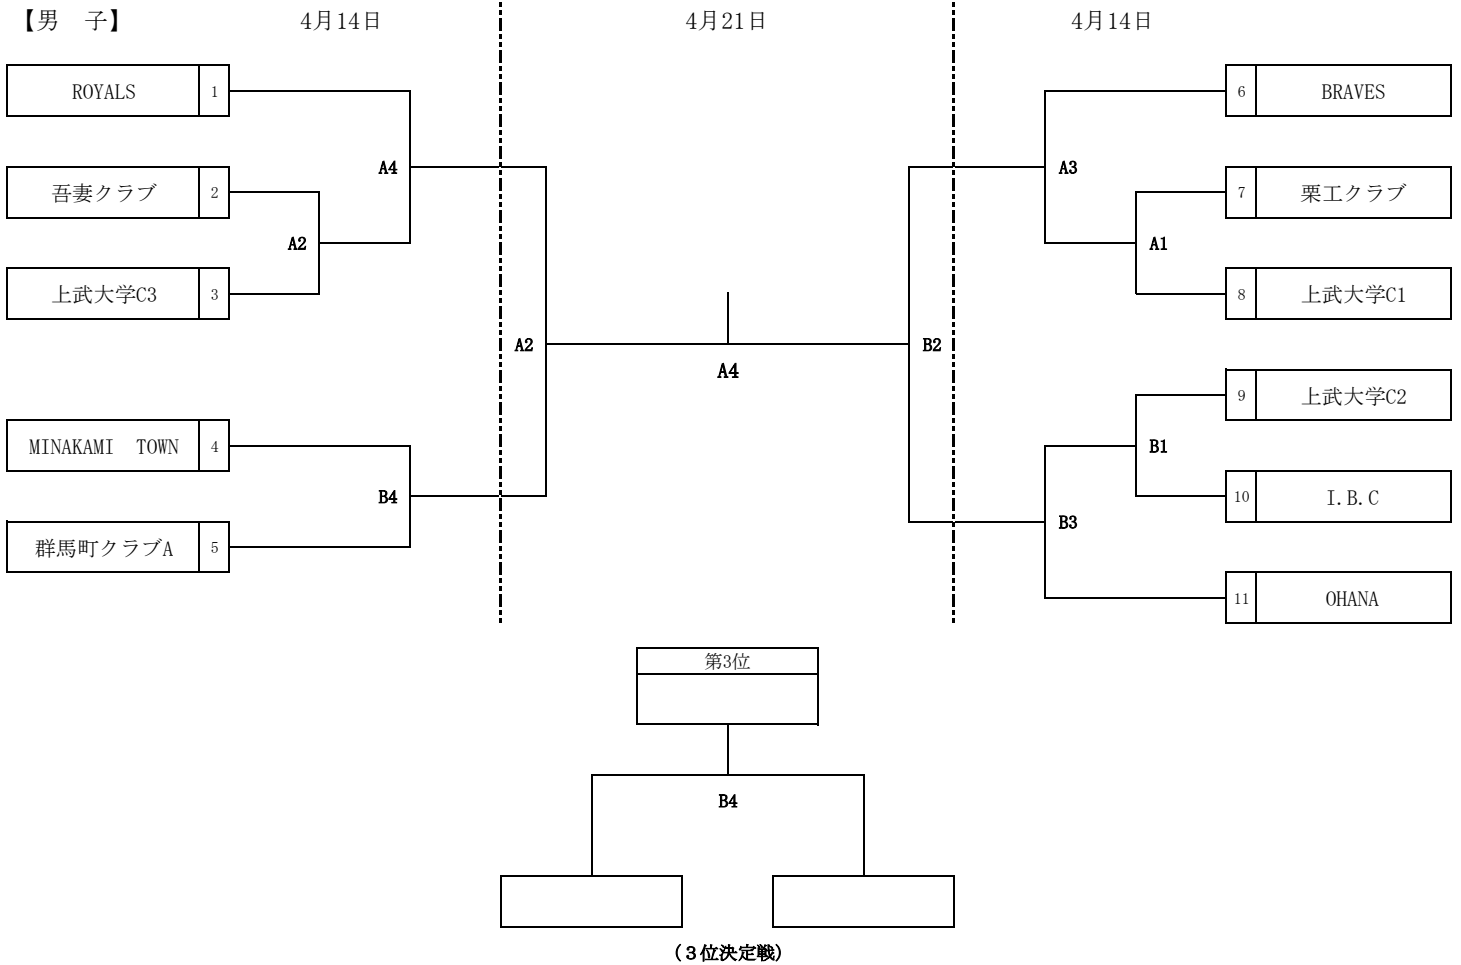 【男　子】
4月14日
4月21日
4月14日
ROYALS
1
6
BRAVES
A4
A3
吾妻クラブ
2
7
栗工クラブ
A2
A1
上武大学C3
3
8
上武大学C1
A2
B2
A4
9
上武大学C2
MINAKAMI　TOWN
4
B1
B4
10
I.B.C
B3
群馬町クラブA
5
11
OHANA
第3位
B4
(３位決定戦)